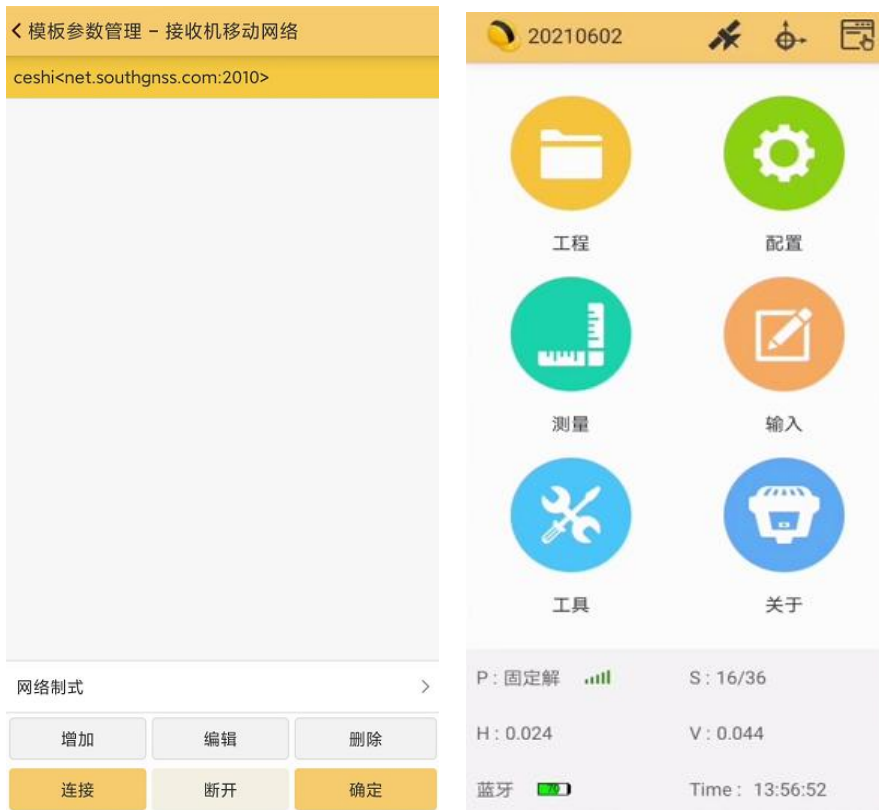 模板参数管理 – 接收机移动网络
ceshi<net.southgnss.com:2010>
网络制式
增加 编辑 删除
连接 断开 确定
20210602
工程 配置
测量 输入
工具 关于
P : 固定解 S : 16/36
H : 0.024 V : 0.044
蓝牙 70 Time : 13:56:52